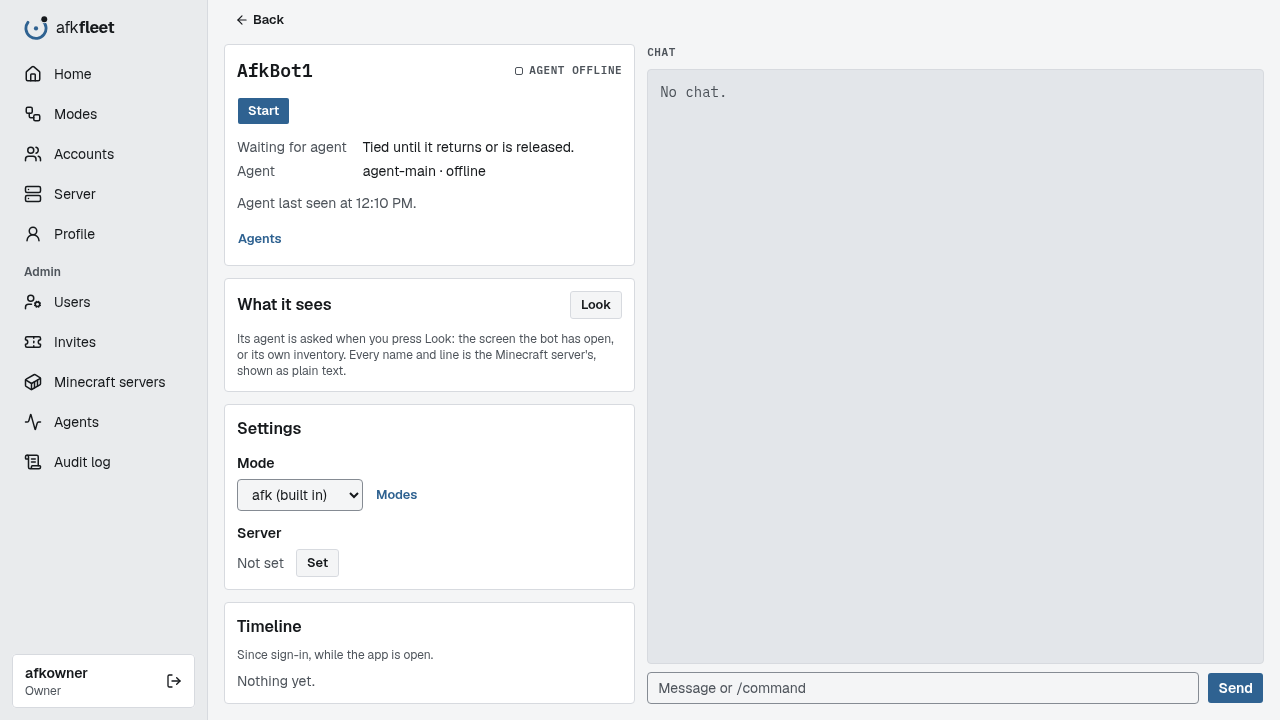 afkfleet
Home
Modes
Accounts
Server
Profile
Admin
Users
Invites
Minecraft servers
Agents
Audit log
afkowner
Owner
Back
AfkBot1
AGENT OFFLINE
Start
Waiting for agent Tied until it returns or is released.
Agent agent-main · offline
Agent last seen at 12:10 PM.
Agents
What it sees
Look
Its agent is asked when you press Look: the screen the bot has open,
or its own inventory. Every name and line is the Minecraft server's,
shown as plain text.
Settings
Mode
afk (built in) Modes
Server
Not set Set
Timeline
Since sign-in, while the app is open.
Nothing yet.
CHAT
No chat.
Message or /command
Send